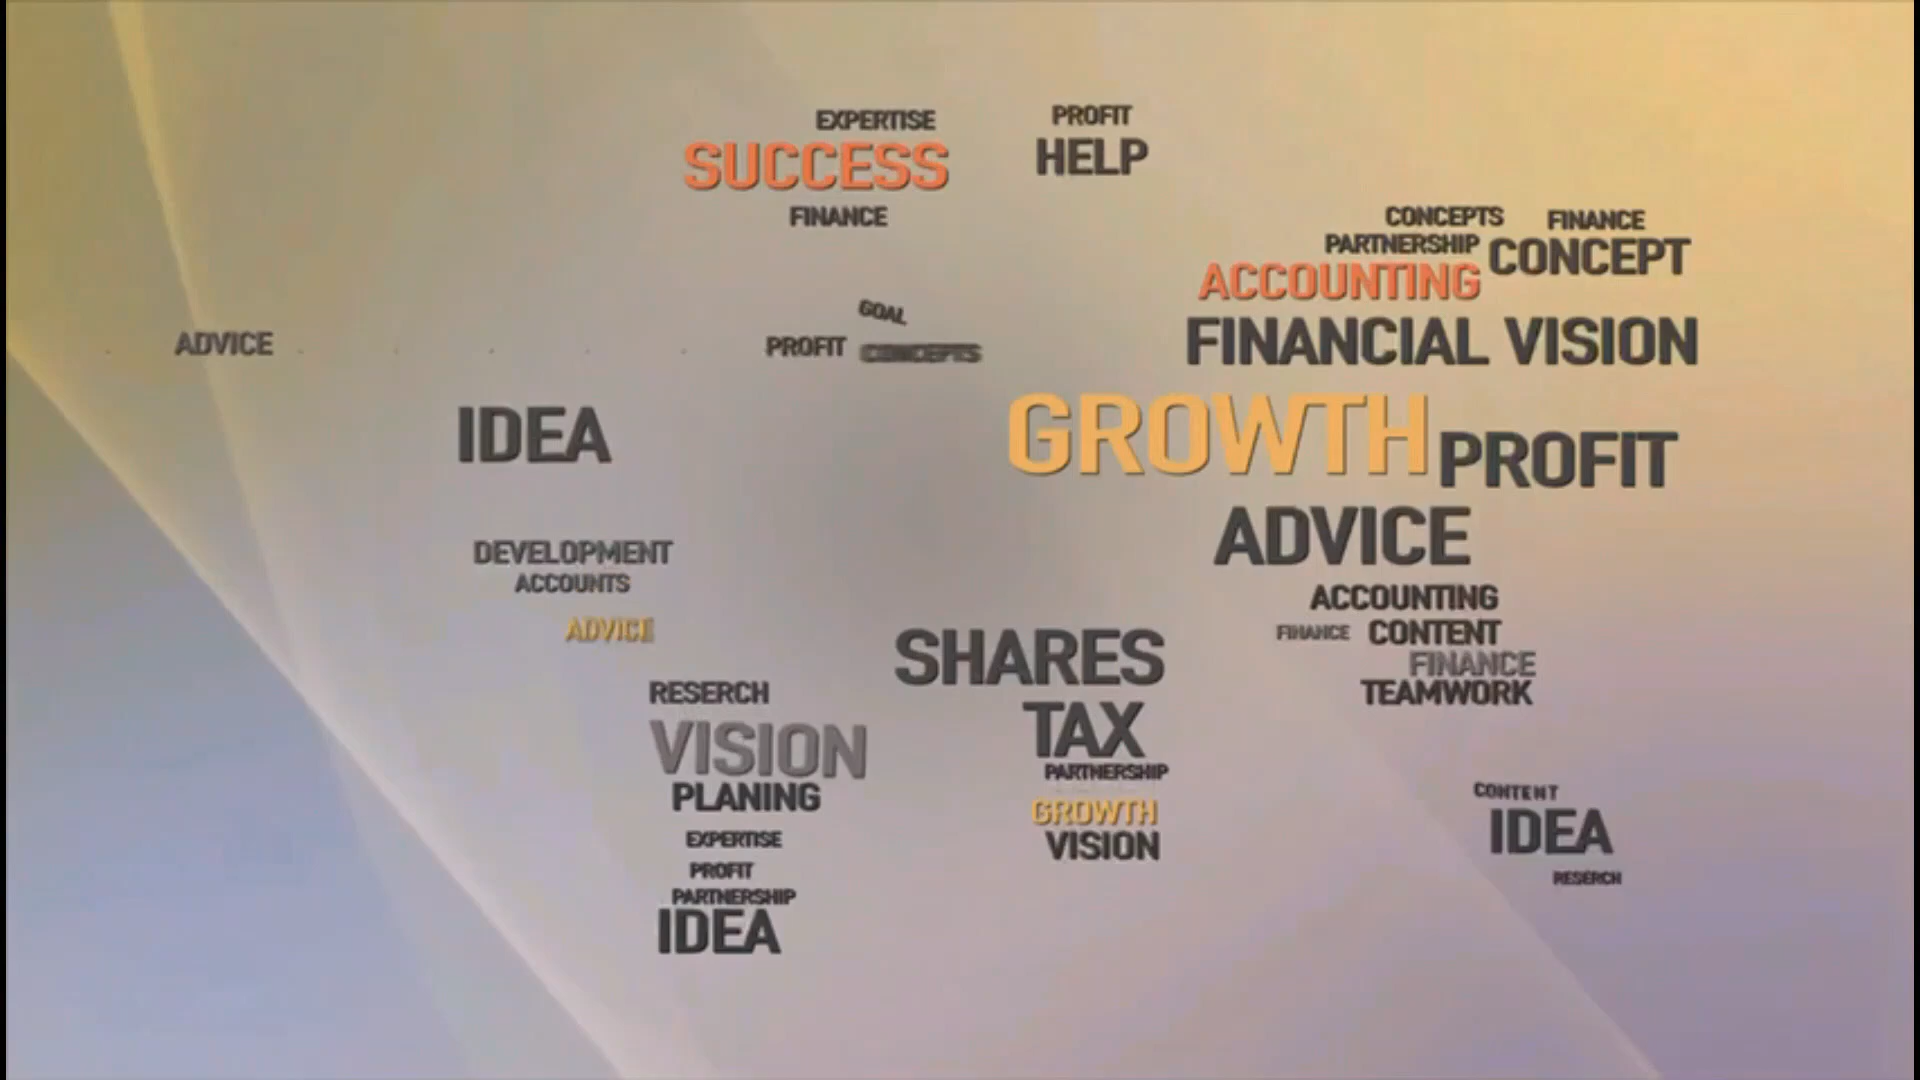 EXPERTISE
SUCCESS
FINANCE
PROFIT
HELP
CONCEPTS
FINANCE
PARTNERSHIP
CONCEPT
ACCOUNTING
FINANCIAL VISION
GOAL
ADVICE
PROFIT
CONCEPTS
IDEA
GROWTH
PROFIT
ADVICE
DEVELOPMENT
ACCOUNTS
ADVICE
ACCOUNTING
FINANCE
CONTENT
FINANCE
TEAMWORK
SHARES
TAX
PARTNERSHIP
GROWTH
VISION
RESERCH
VISION
PLANING
EXPERTISE
PROFIT
PARTNERSHIP
IDEA
CONTENT
IDEA
RESERCH